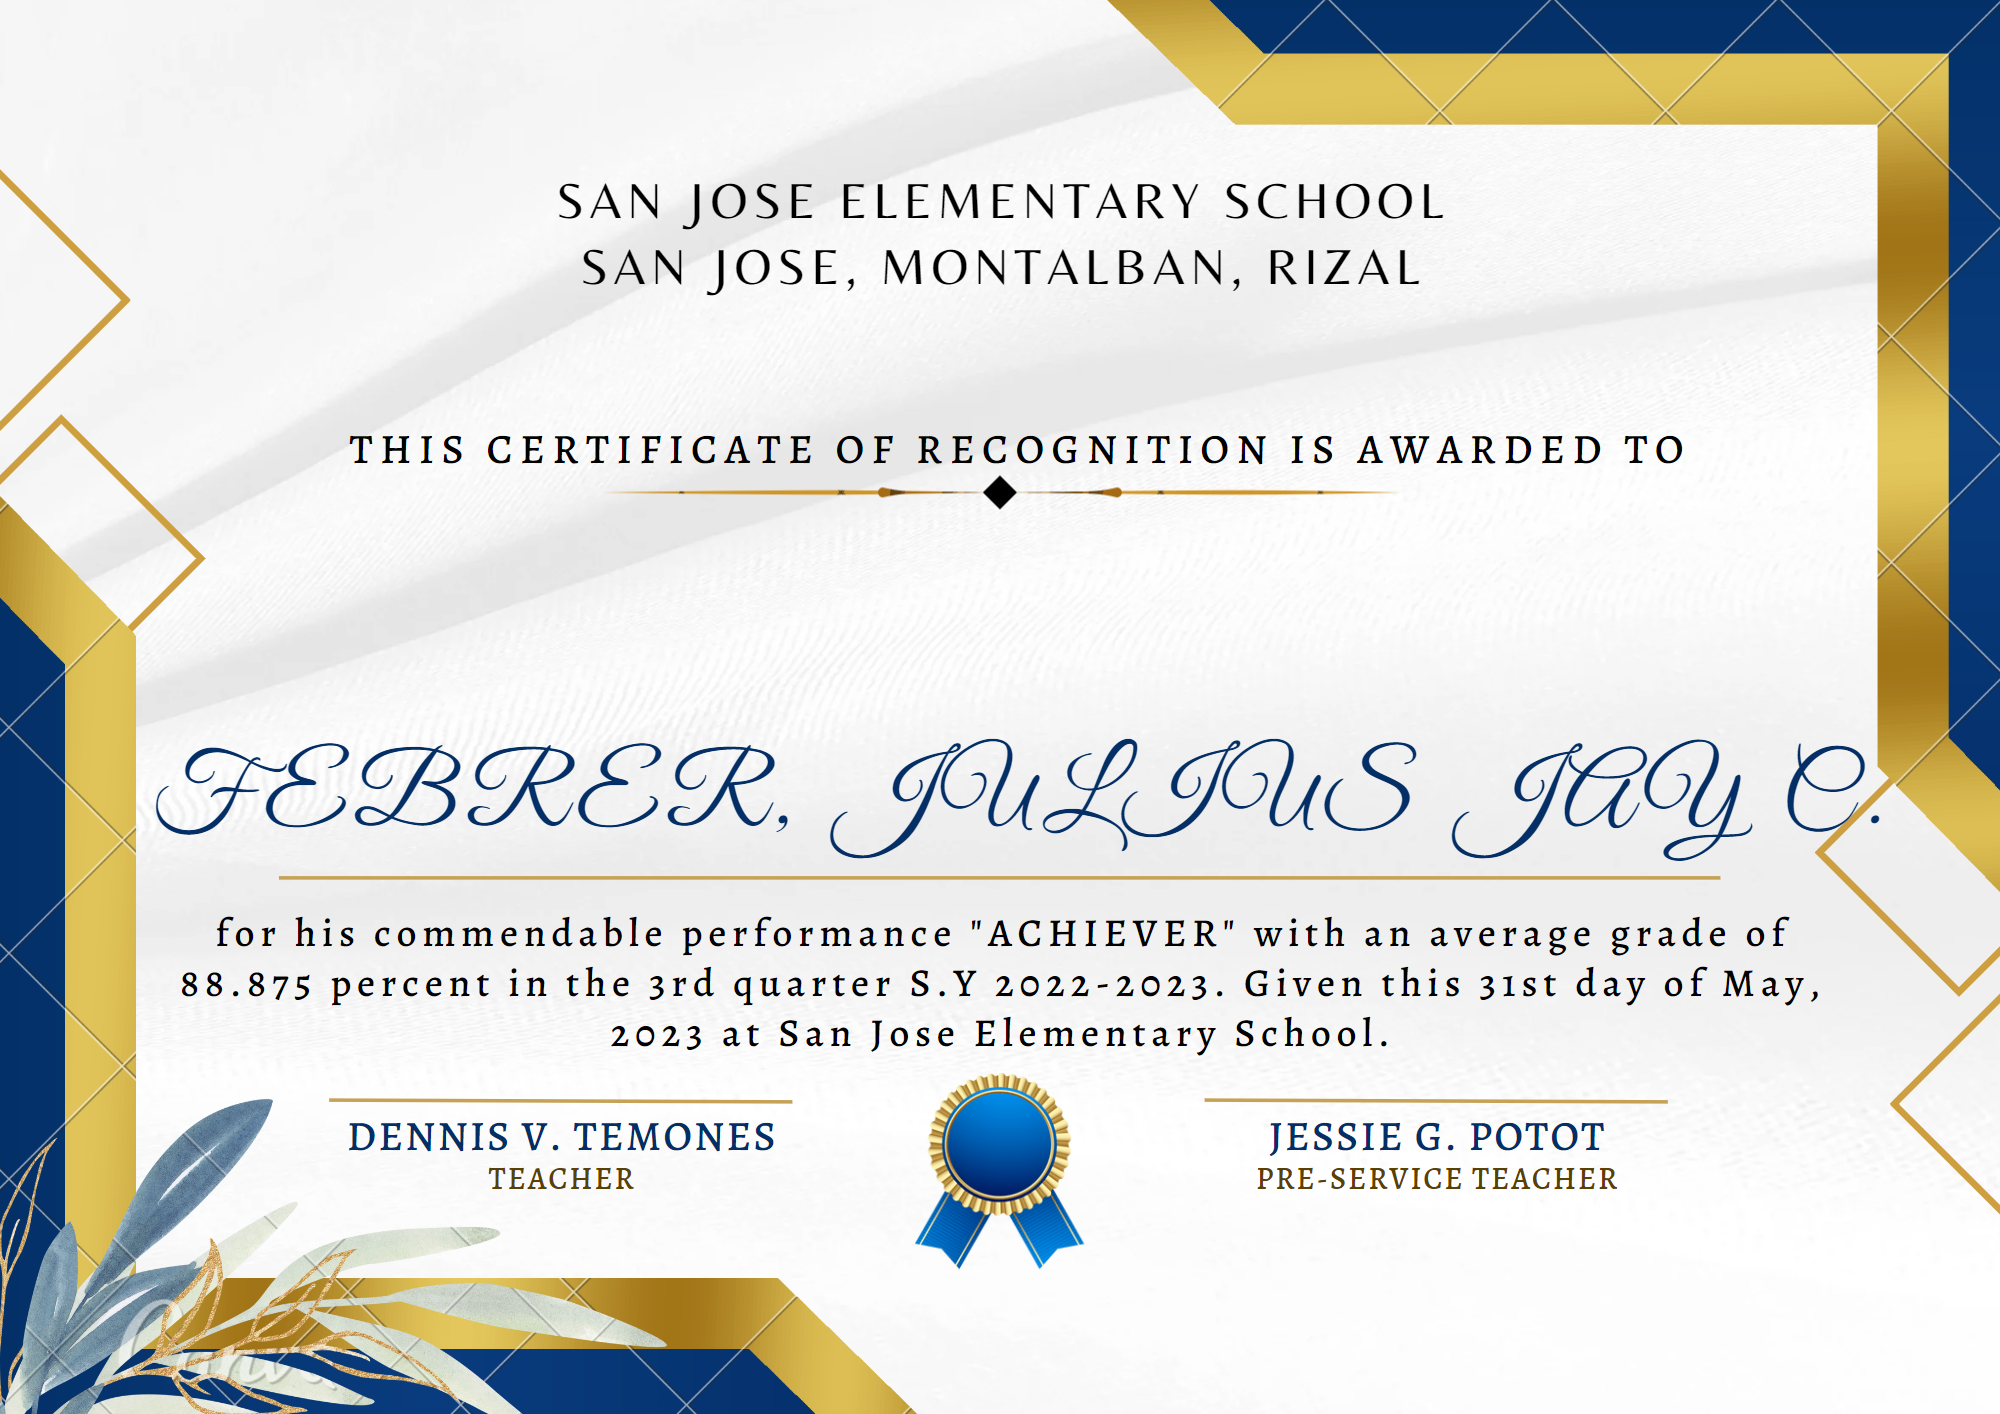 SAN JOSE ELEMENTARY SCHOOL
SAN JOSE, MONTALBAN, RIZAL
THIS CERTIFICATE OF RECOGNITION IS AWARDED TO
FEBRER, JULIUS JAY C.
for his commendable performance "ACHIEVER" with an average grade of
88.875 percent in the 3rd quarter S.Y 2022-2023. Given this 31st day of May,
2023 at San Jose Elementary School.
DENNIS V. TEMONES
TEACHER
JESSIE G. POTOT
PRE-SERVICE TEACHER
Canva